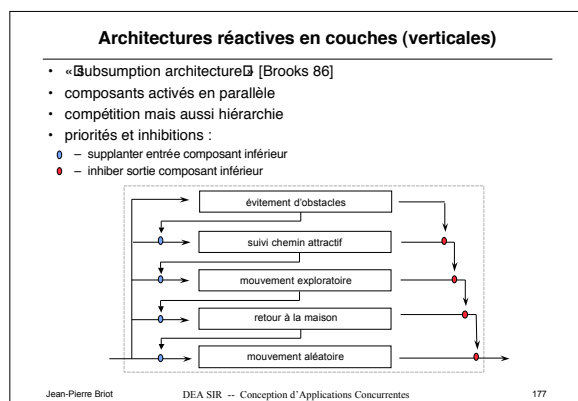 Architectures réactives en couches (verticales)
• « subsumption architecture » [Brooks 86]
• composants activés en parallèle
• compétition mais aussi hiérarchie
• priorités et inhibitions :
– supplanter entrée composant inférieur
– inhiber sortie composant inférieur
évitement d'obstacles
suivi chemin attractif
mouvement exploratoire
retour à la maison
mouvement aléatoire
Jean-Pierre Briot DEA SIR -- Conception d'Applications Concurrentes 177